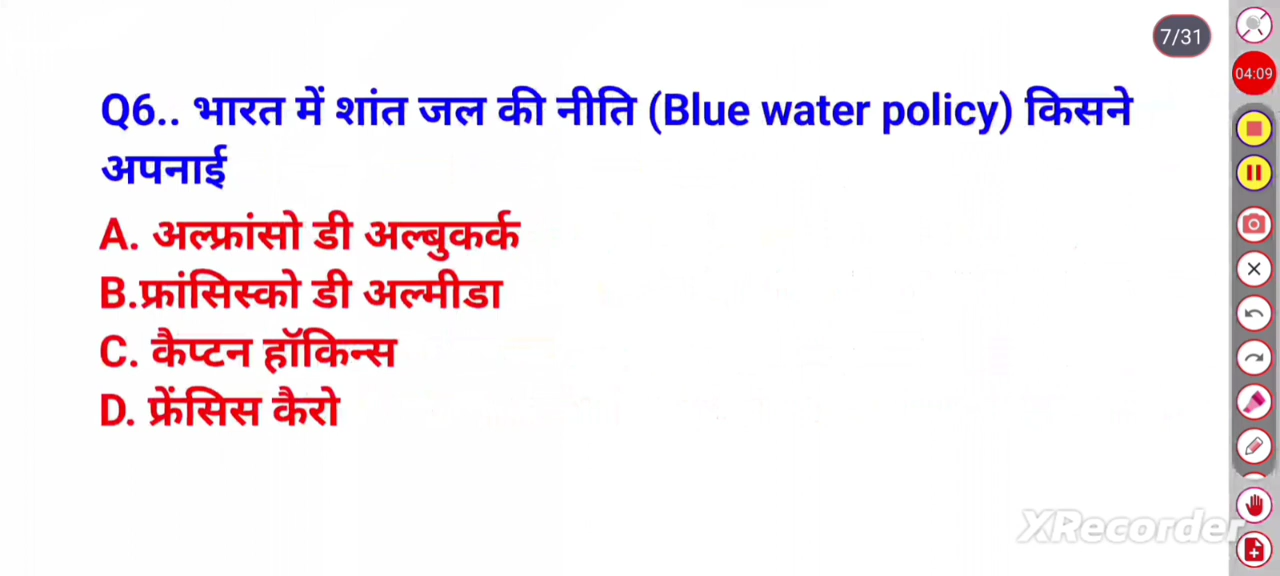 7/31
04:09
Q6.. भारत में शांत जल की नीति (Blue water policy) किसने
अपनाई
A. अल्फ्रांसो डी अल्बुकर्क
B.फ्रांसिस्को डी अल्मीडा
C. कैप्टन हॉकिन्स
D. फ्रेंसिस कैरो
XRecorder